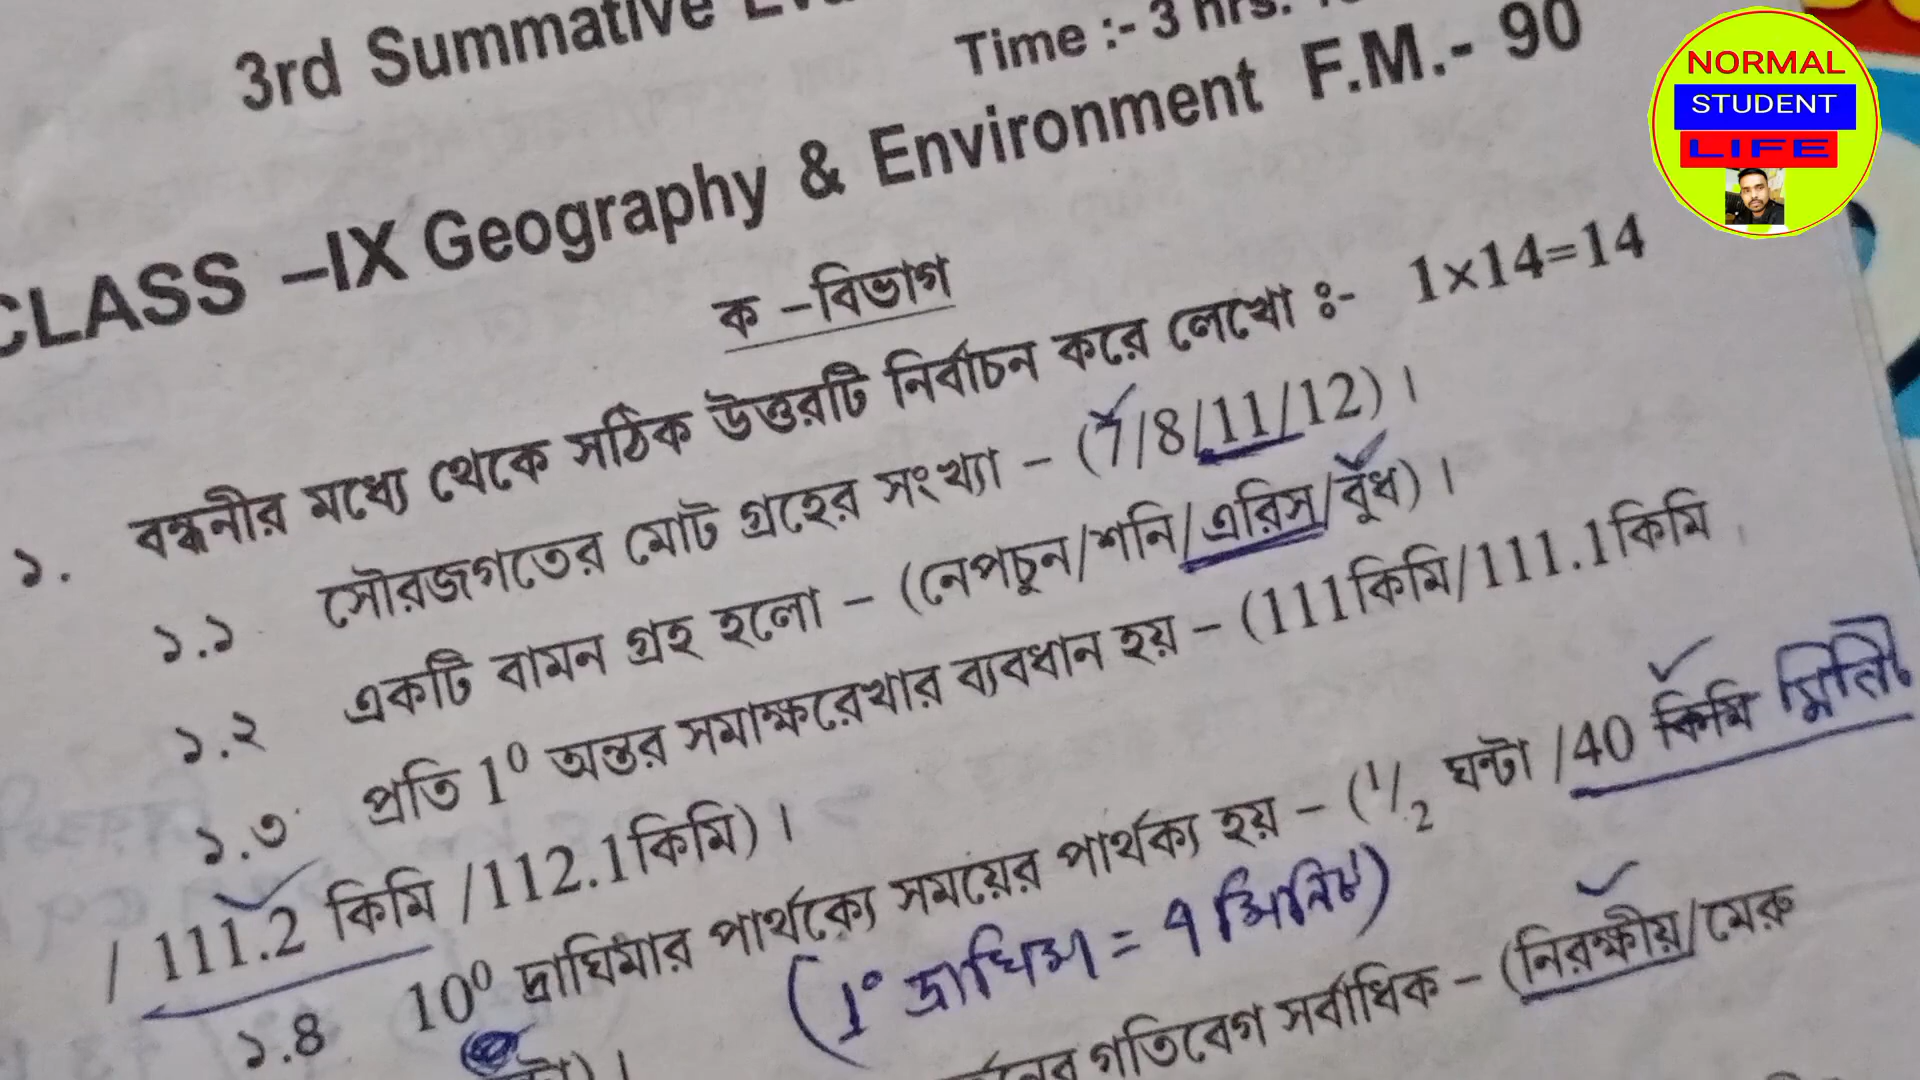 3rd Summative
Time :- 3 hrs.
CLASS –IX Geography & Environment F.M.- 90
ক –বিভাগ
১. বন্ধনীর মধ্যে থেকে সঠিক উত্তরটি নির্বাচন করে লেখো ঃ- 1×14=14
১.১ সৌরজগতের মোট গ্রহের সংখ্যা – (7/8/11/12) ।
১.২ একটি বামন গ্রহ হলো – (নেপচুন/শনি/এরিস/বুধ) ।
১.৩ প্রতি 1⁰ অন্তর সমাক্ষরেখার ব্যবধান হয় – (111কিমি/111.1কিমি
/ 111.2 কিমি /112.1কিমি) ।
১.৪ 10⁰ দ্রাঘিমার পার্থক্যে সময়ের পার্থক্য হয় – (¹/₂ ঘন্টা /40 কিমি মিনিট
(1° দ্রাঘিমা = 4 মিনিট)
গতিবেগ সর্বাধিক – (নিরক্ষীয়/মেরু
NORMAL
STUDENT
LIFE